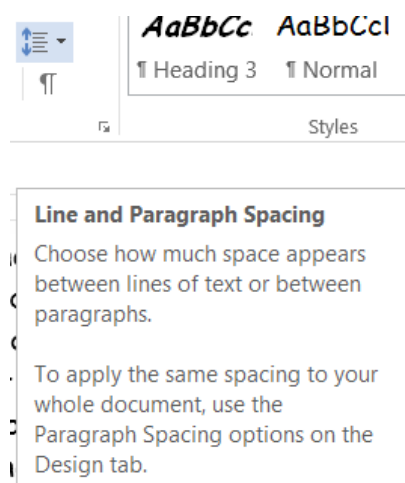 AaBbCc AaBbCcI
¶ Heading 3 ¶ Normal
¶
Styles
Line and Paragraph Spacing
Choose how much space appears
between lines of text or between
paragraphs.
To apply the same spacing to your
whole document, use the
Paragraph Spacing options on the
Design tab.